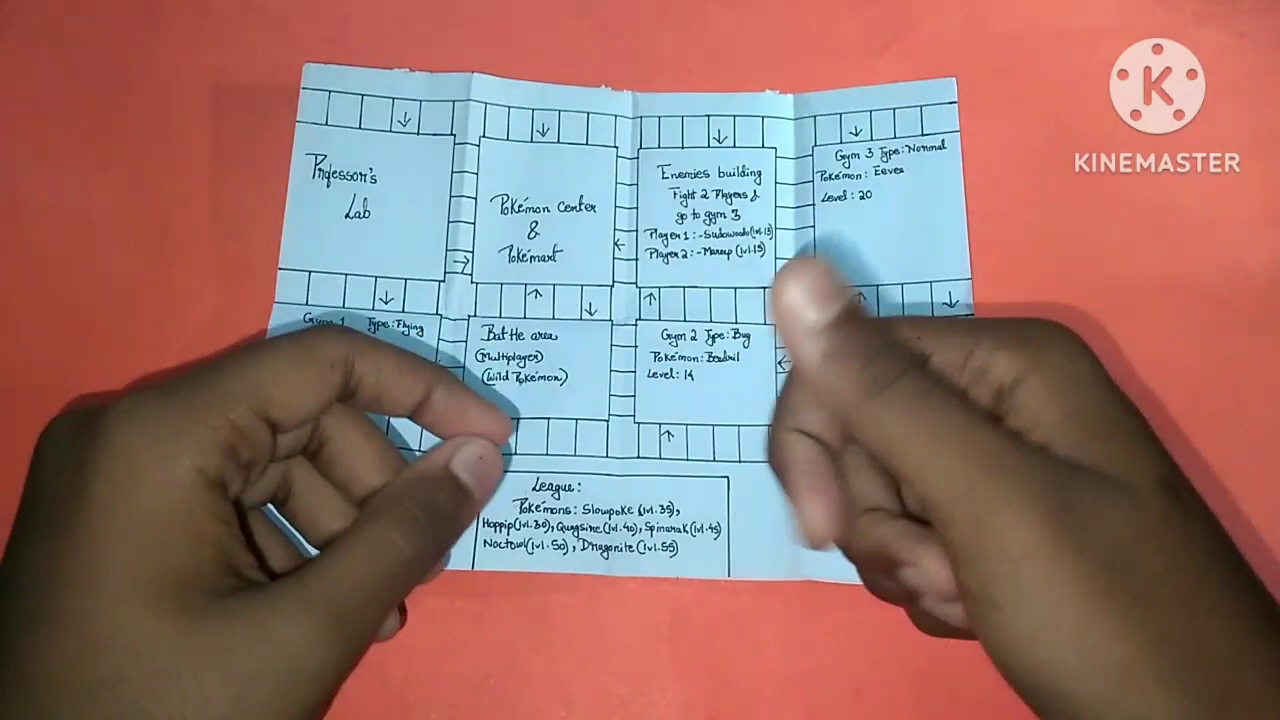 KINEMASTER
Professor's
Lab
Pokémon Center
&
Pokémart
Enemies building
Fight 2 Players &
go to gym 3
Player 1:-Sudowoodo(lvl.13)
Player 2:-Mareep (lvl.15)
Gym 3 Type: Normal
Pokémon: Eevee
Level: 20
Gym 1 Type: Flying
Battle area
(Multiplayer)
(Wild Pokémon)
Gym 2 Type: Bug
Pokémon: Beedril
Level: 14
League:
Pokémons: Slowpoke (lvl.35),
Hoppip(lvl.30), Quagsire(lvl.40), Spinarak(lvl.45)
Noctowl(lvl.50), Dragonite(lvl.55)